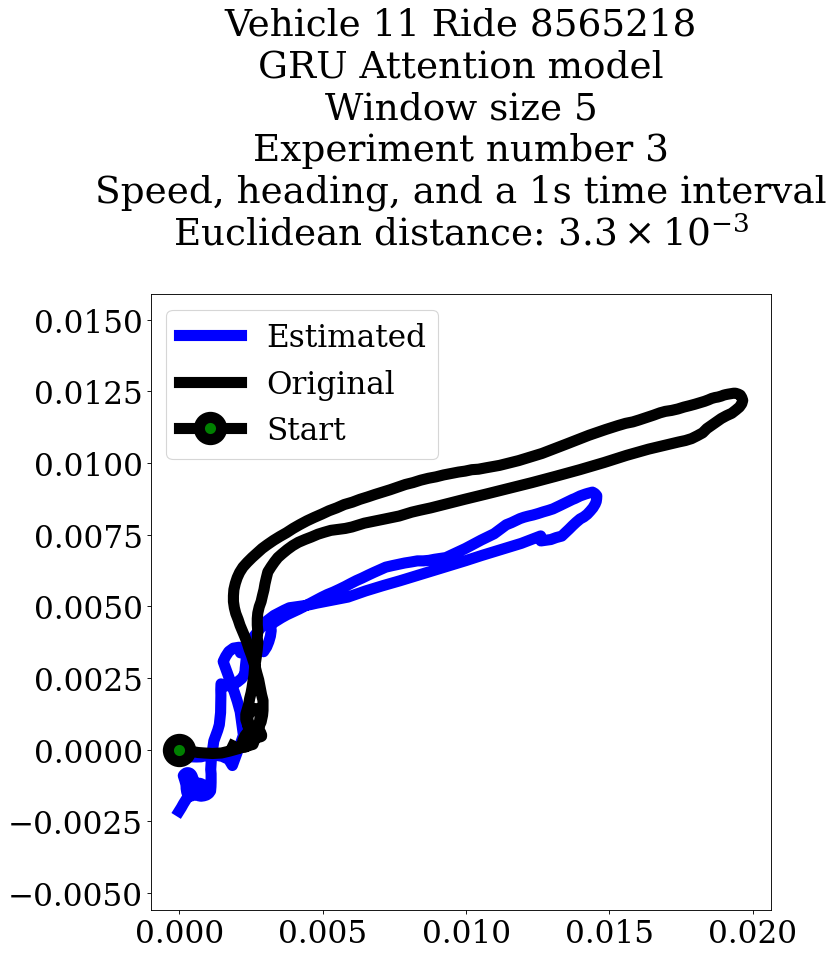 Vehicle 11 Ride 8565218
GRU Attention model
Window size 5
Experiment number 3
Speed, heading, and a 1s time interval
Euclidean distance: 3.3 × 10⁻³
Estimated
Original
Start
0.0150
0.0125
0.0100
0.0075
0.0050
0.0025
0.0000
−0.0025
−0.0050
0.000 0.005 0.010 0.015 0.020